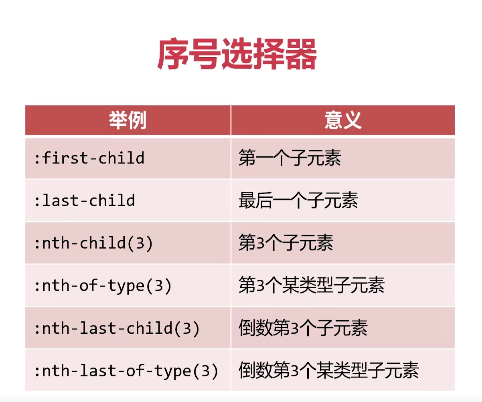 序号选择器
举例 意义
:first-child 第一个子元素
:last-child 最后一个子元素
:nth-child(3) 第3个子元素
:nth-of-type(3) 第3个某类型子元素
:nth-last-child(3) 倒数第3个子元素
:nth-last-of-type(3) 倒数第3个某类型子元素